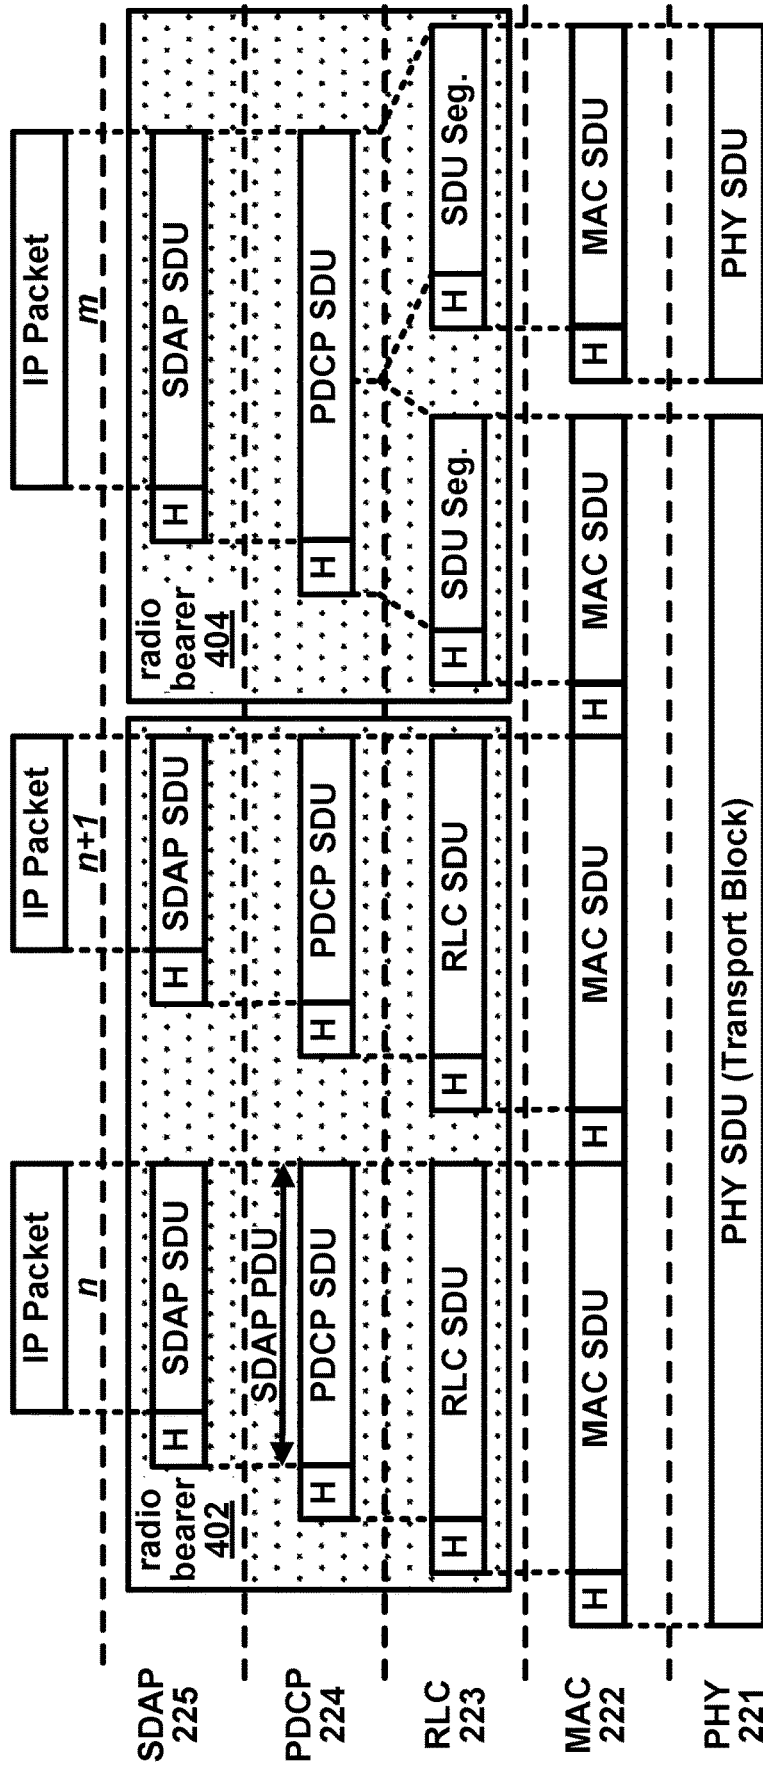 IP Packet
IP Packet
IP Packet
n
n+1
m
SDAP
225
radio
bearer
402
H
SDAP SDU
H
SDAP SDU
radio
bearer
404
H
SDAP SDU
SDAP PDU
PDCP
224
H
PDCP SDU
H
PDCP SDU
H
PDCP SDU
RLC
223
H
RLC SDU
H
RLC SDU
H
SDU Seg.
H
SDU Seg.
MAC
222
H
MAC SDU
H
MAC SDU
H
MAC SDU
H
MAC SDU
PHY
221
PHY SDU (Transport Block)
PHY SDU